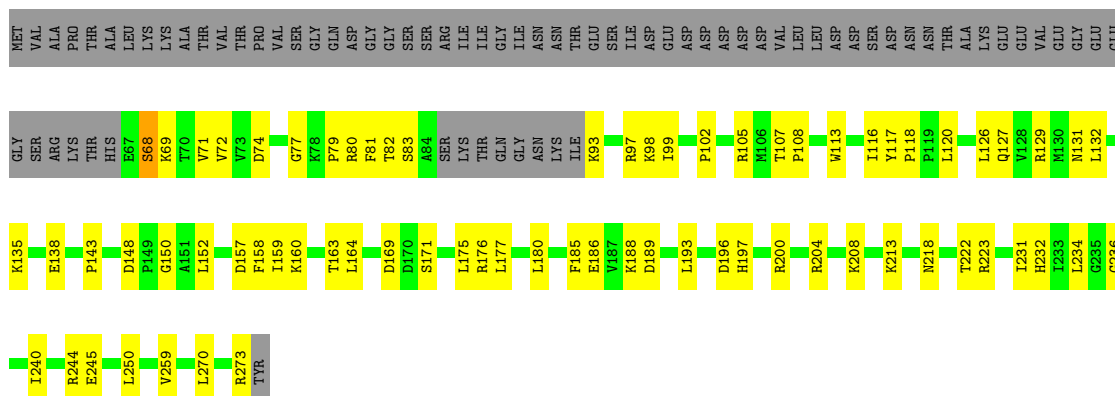 MET VAL ALA PRO THR ALA LEU LYS LYS ALA THR VAL THR PRO VAL SER GLY GLN ASP GLY GLY SER SER ARG ILE ILE GLY ILE ASN ASN THR GLU SER ILE ASP GLY GLU ASP ASP ASP ASP VAL LEU LEU ASP ASP SER ASP ASN ASN THR ALA LYS GLU GLU VAL GLU GLY GLU GLU
GLY SER ARG LYS THR HIS E67 S68 K69 T70 V71 V72 V73 D74 G77 K78 P79 R80 F81 T82 S83 A84 SER LYS THR GLN GLY ASN LYS ILE K93 R97 K98 I99 P102 R105 M106 T107 P108 W113 I116 Y117 P118 P119 L120 L126 Q127 V128 R129 M130 N131 L132
K135 E138 P143 D148 P149 G150 A151 L152 D157 F158 I159 K160 T163 L164 D169 D170 S171 L175 R176 L177 L180 F185 E186 V187 K188 D189 L193 D196 H197 R200 R204 K208 K213 N218 T222 R223 I231 H232 I233 L234 G235 G236
I240 R244 E245 L250 V259 L270 R273 TYR